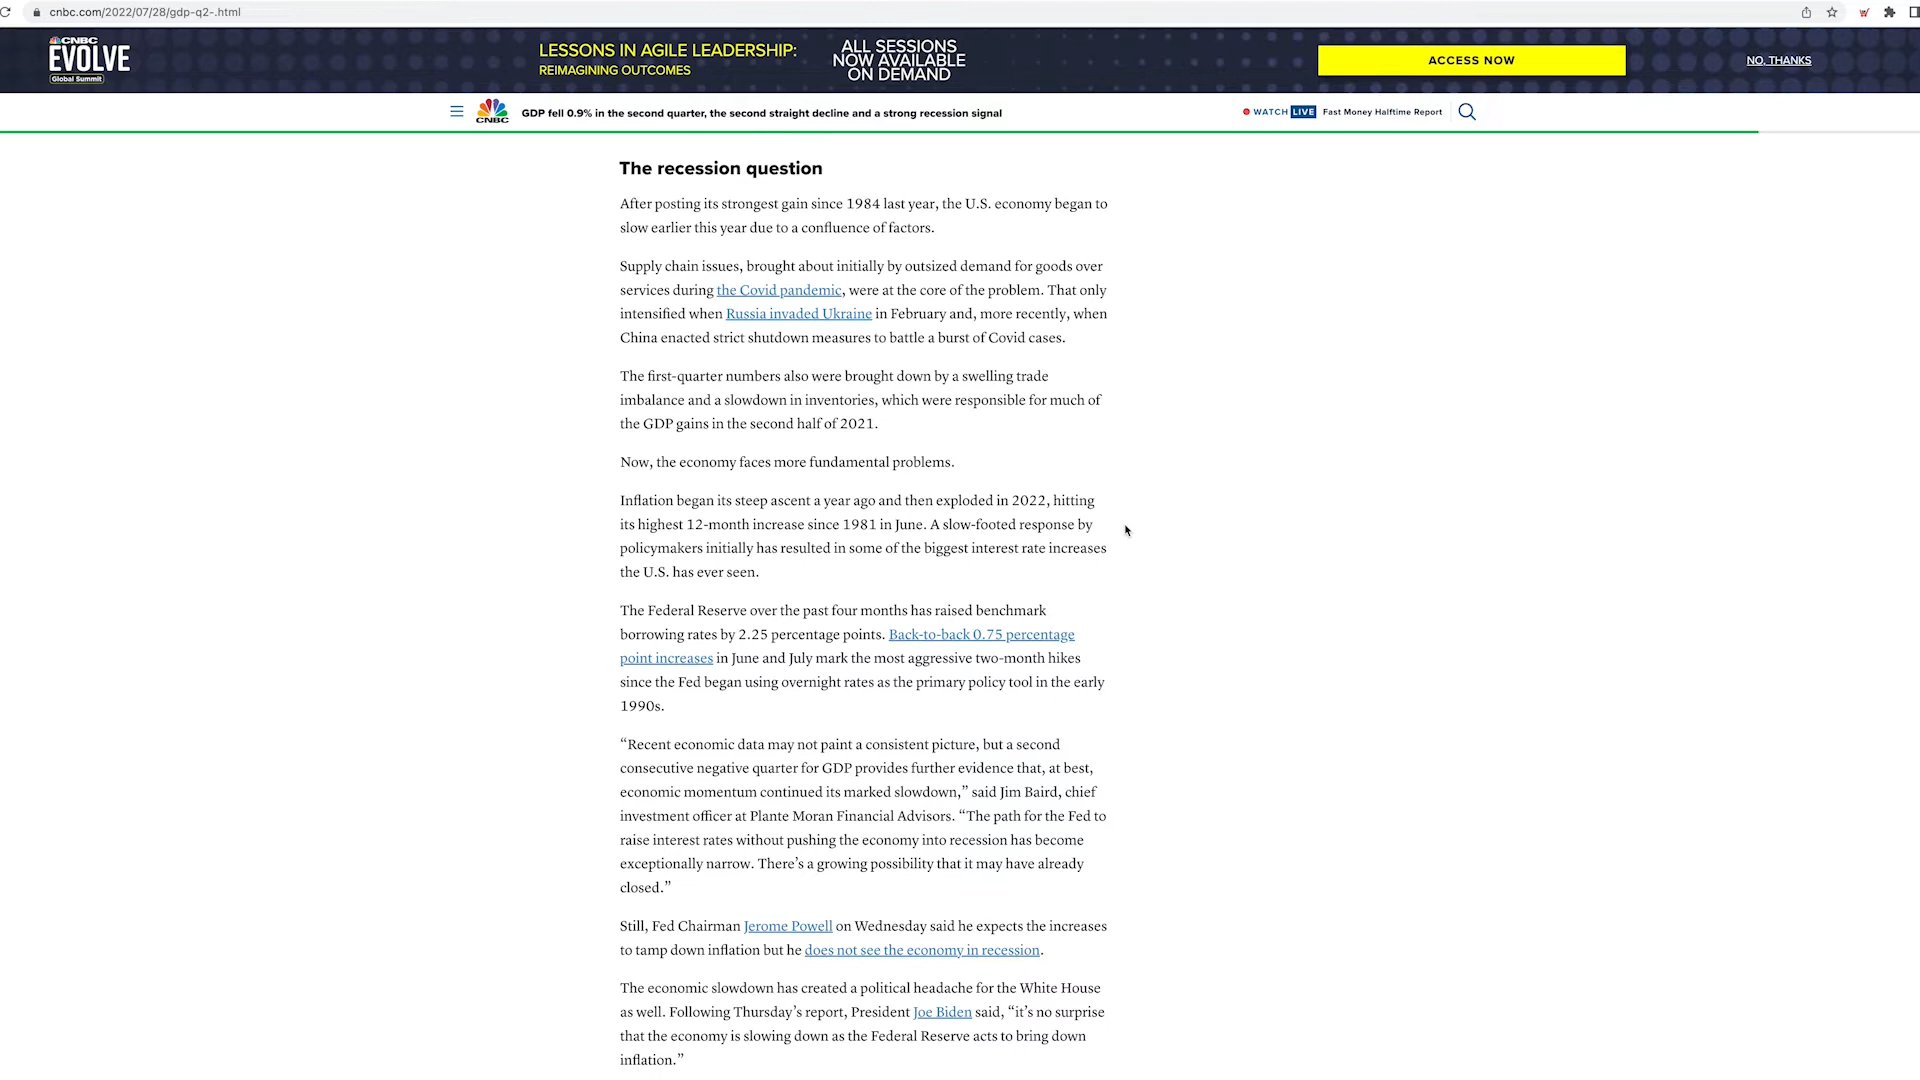 cnbc.com/2022/07/28/gdp-q2-.html
CNBC
EVOLVE
Global Summit
LESSONS IN AGILE LEADERSHIP:
REIMAGINING OUTCOMES
ALL SESSIONS
NOW AVAILABLE
ON DEMAND
ACCESS NOW
NO, THANKS
CNBC
GDP fell 0.9% in the second quarter, the second straight decline and a strong recession signal
WATCH LIVE Fast Money Halftime Report
The recession question
After posting its strongest gain since 1984 last year, the U.S. economy began to
slow earlier this year due to a confluence of factors.
Supply chain issues, brought about initially by outsized demand for goods over
services during the Covid pandemic, were at the core of the problem. That only
intensified when Russia invaded Ukraine in February and, more recently, when
China enacted strict shutdown measures to battle a burst of Covid cases.
The first-quarter numbers also were brought down by a swelling trade
imbalance and a slowdown in inventories, which were responsible for much of
the GDP gains in the second half of 2021.
Now, the economy faces more fundamental problems.
Inflation began its steep ascent a year ago and then exploded in 2022, hitting
its highest 12-month increase since 1981 in June. A slow-footed response by
policymakers initially has resulted in some of the biggest interest rate increases
the U.S. has ever seen.
The Federal Reserve over the past four months has raised benchmark
borrowing rates by 2.25 percentage points. Back-to-back 0.75 percentage
point increases in June and July mark the most aggressive two-month hikes
since the Fed began using overnight rates as the primary policy tool in the early
1990s.
“Recent economic data may not paint a consistent picture, but a second
consecutive negative quarter for GDP provides further evidence that, at best,
economic momentum continued its marked slowdown,” said Jim Baird, chief
investment officer at Plante Moran Financial Advisors. “The path for the Fed to
raise interest rates without pushing the economy into recession has become
exceptionally narrow. There’s a growing possibility that it may have already
closed.”
Still, Fed Chairman Jerome Powell on Wednesday said he expects the increases
to tamp down inflation but he does not see the economy in recession.
The economic slowdown has created a political headache for the White House
as well. Following Thursday’s report, President Joe Biden said, “it’s no surprise
that the economy is slowing down as the Federal Reserve acts to bring down
inflation.”